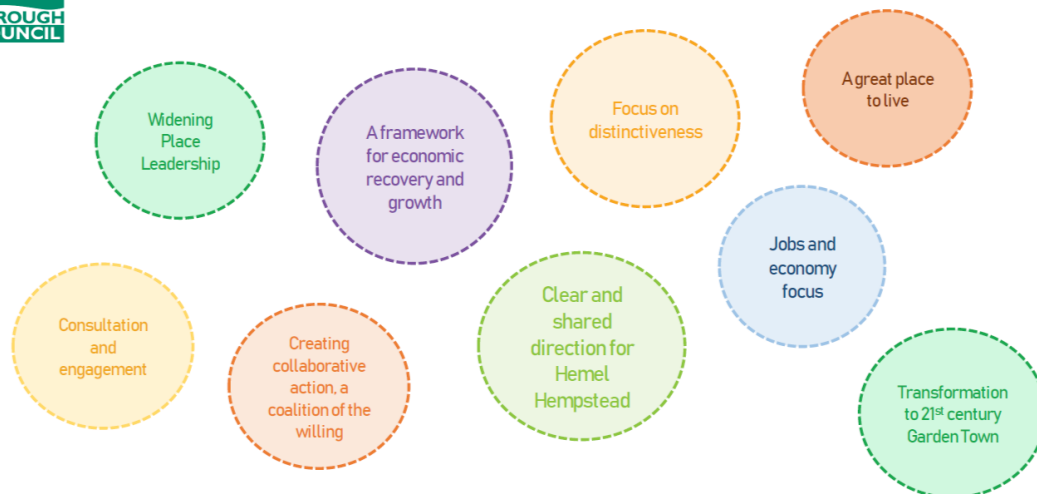 ROUGH
OUNCIL
Widening
Place
Leadership
A framework
for economic
recovery and
growth
Focus on
distinctiveness
A great place
to live
Consultation
and
engagement
Creating
collaborative
action, a
coalition of the
willing
Clear and
shared
direction for
Hemel
Hempstead
Jobs and
economy
focus
Transformation
to 21st century
Garden Town